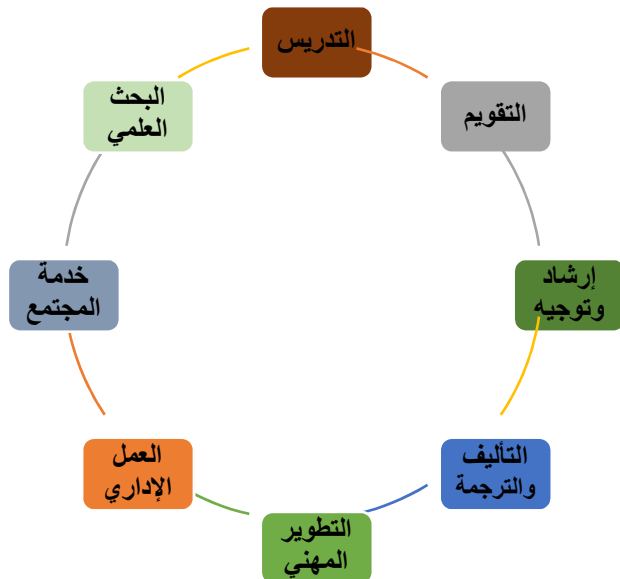 التدريس
التقويم
إرشاد
وتوجيه
التأليف
والترجمة
التطوير
المهني
العمل
الإداري
خدمة
المجتمع
البحث
العلمي